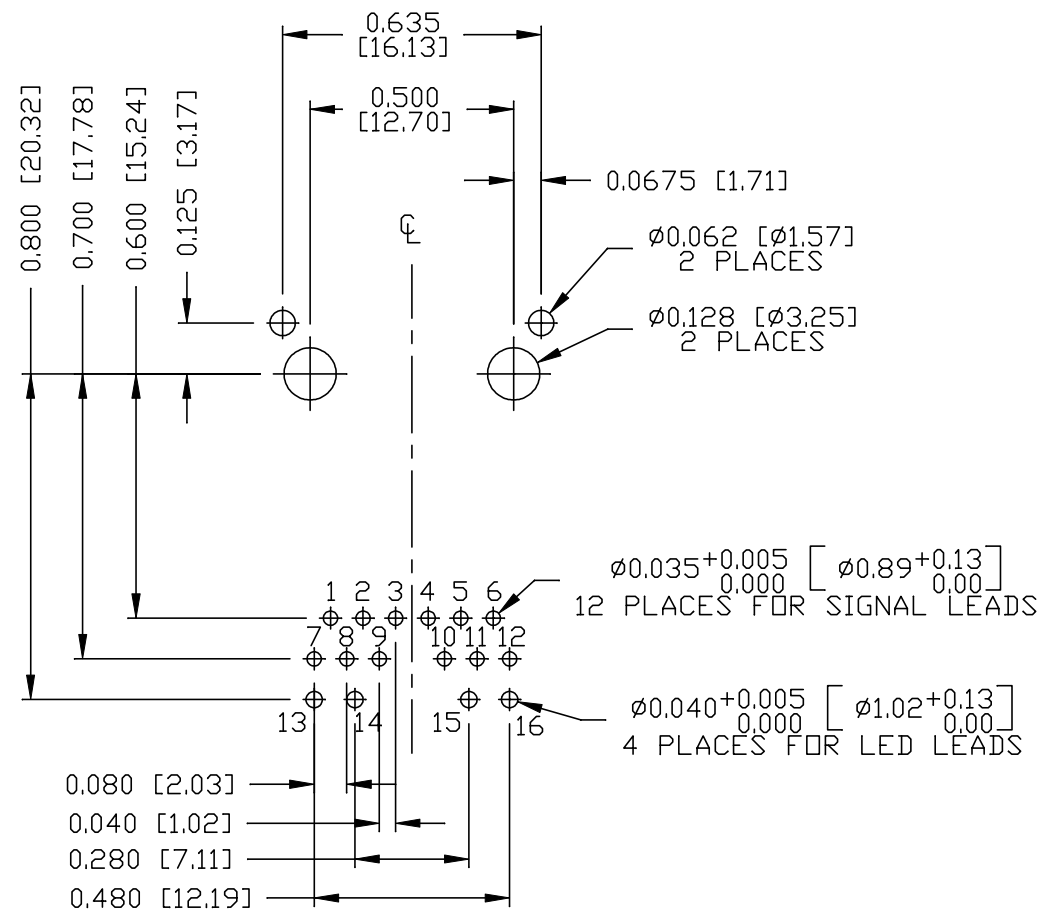 0.635
[16.13]
0.500
[12.70]
0.800 [20.32]
0.700 [17.78]
0.600 [15.24]
0.125 [3.17]
0.0675 [1.71]
℄
Ø0.062 [Ø1.57]
2 PLACES
Ø0.128 [Ø3.25]
2 PLACES
1 2 3 4 5 6
Ø0.035 +0.005 0.000 [Ø0.89 +0.13 0.00]
12 PLACES FOR SIGNAL LEADS
7 8 9 10 11 12
13 14 15 16
Ø0.040 +0.005 0.000 [Ø1.02 +0.13 0.00]
4 PLACES FOR LED LEADS
0.080 [2.03]
0.040 [1.02]
0.280 [7.11]
0.480 [12.19]